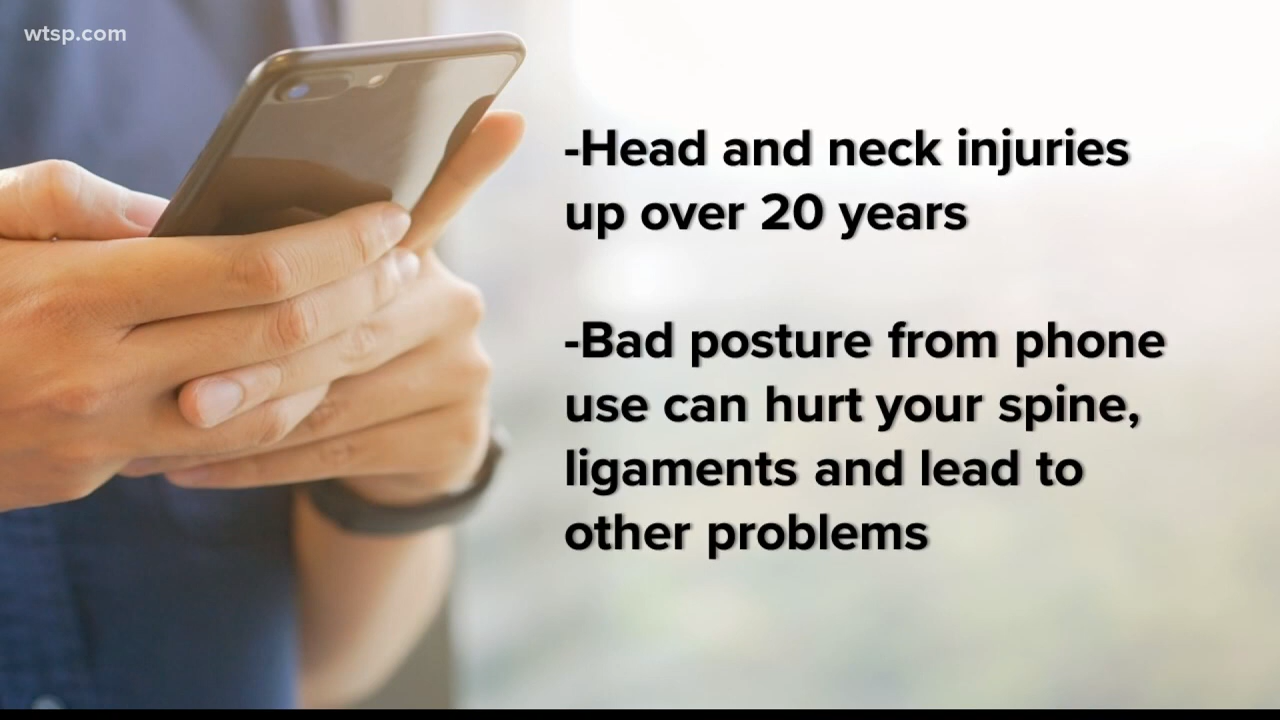 wtsp.com
-Head and neck injuries
up over 20 years
-Bad posture from phone
use can hurt your spine,
ligaments and lead to
other problems